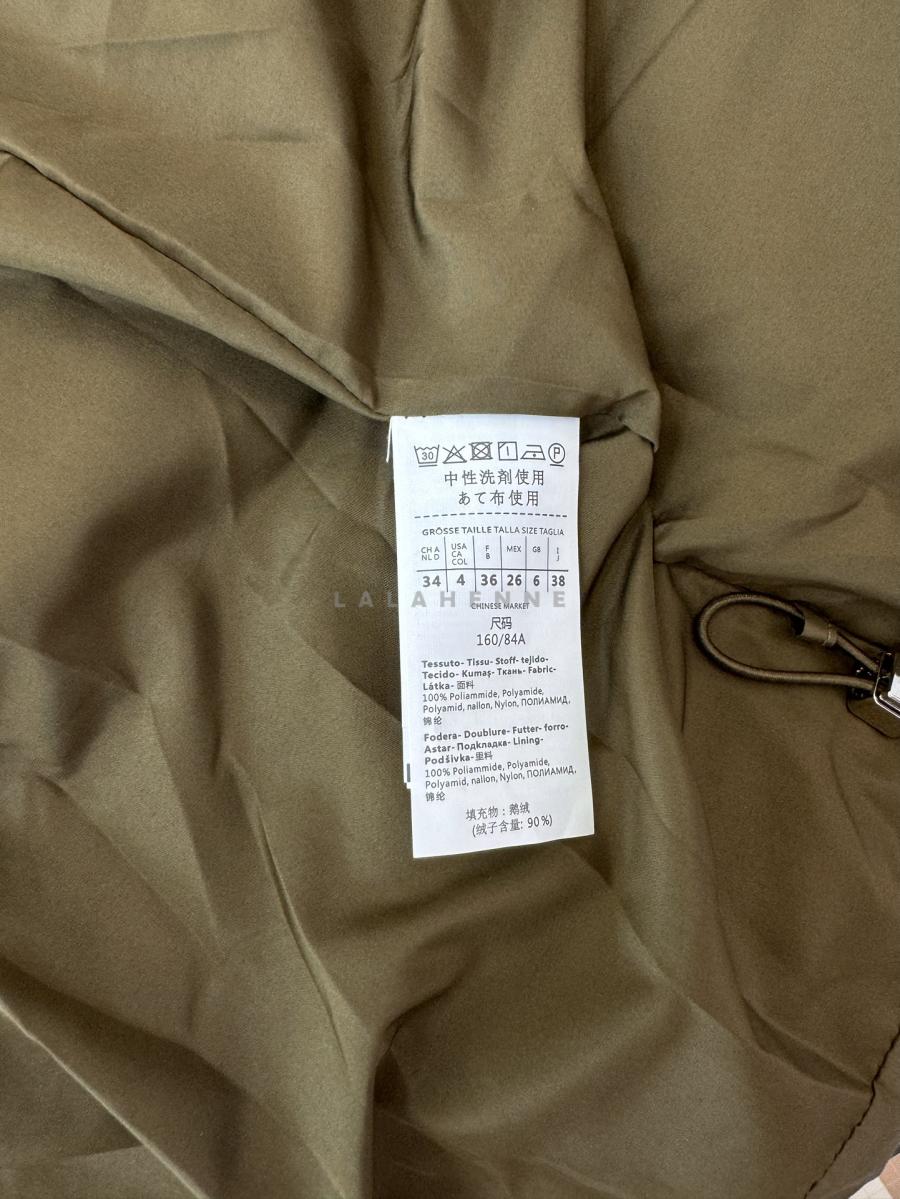 30
P
中性洗剤使用
あて布使用
GRÖSSE TAILLE TALLA SIZE TAGLIA
CH A NL D USA CA COL F B MEX GB I J
34 4 36 26 6 38
LALAHENNE
CHINESE MARKET
尺码
160/84A
Tessuto- Tissu- Stoff- tejido-
Tecido- Kumaş- Ткань- Fabric-
Látka- 面料
100% Poliammide, Polyamide,
Polyamid, nailon, Nylon, ПОЛИАМИД,
锦纶
Fodera- Doublure- Futter- forro-
Astar- Подкладка- Lining-
Podšivka- 里料
100% Poliammide, Polyamide,
Polyamid, nailon, Nylon, ПОЛИАМИД,
锦纶
填充物：鹅绒
(绒子含量: 90%)